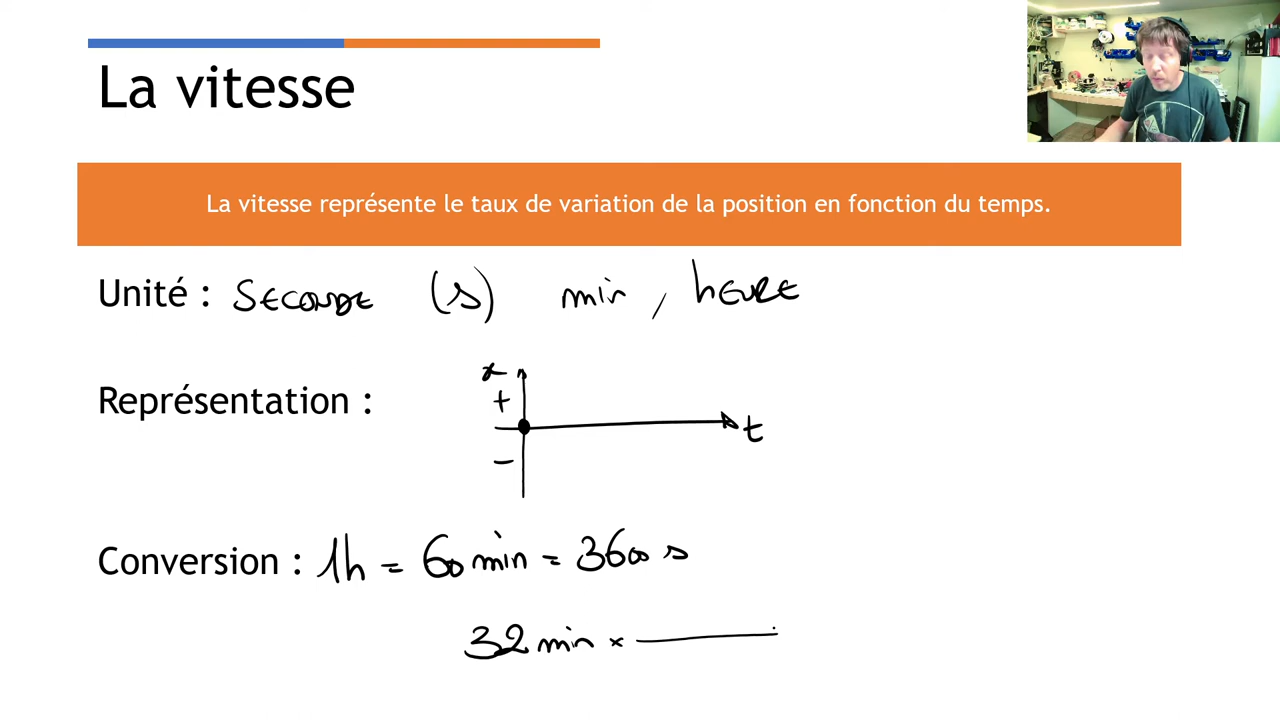 La vitesse
La vitesse représente le taux de variation de la position en fonction du temps.
Unité : SECONDE (s) min, hEURE
x
+
Représentation :
t
-
Conversion : 1h = 60 min = 3600 s
32 min ×